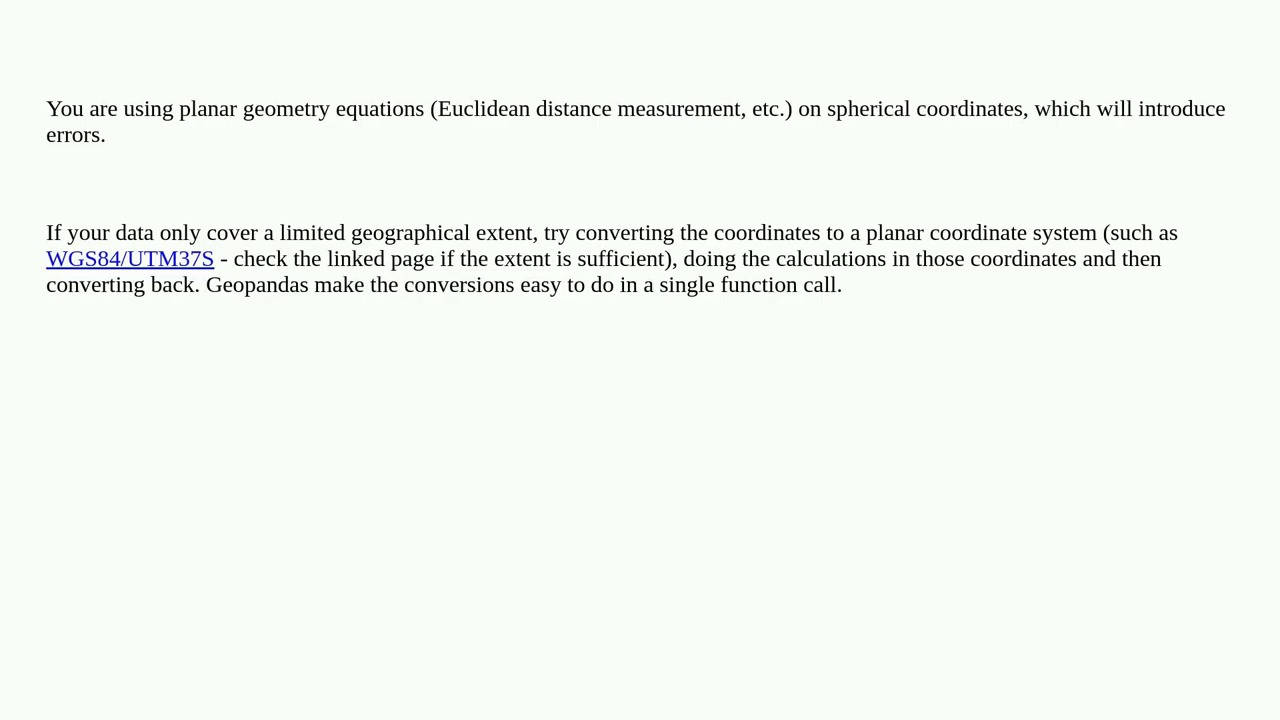 You are using planar geometry equations (Euclidean distance measurement, etc.) on spherical coordinates, which will introduce
errors.
If your data only cover a limited geographical extent, try converting the coordinates to a planar coordinate system (such as
WGS84/UTM37S - check the linked page if the extent is sufficient), doing the calculations in those coordinates and then
converting back. Geopandas make the conversions easy to do in a single function call.